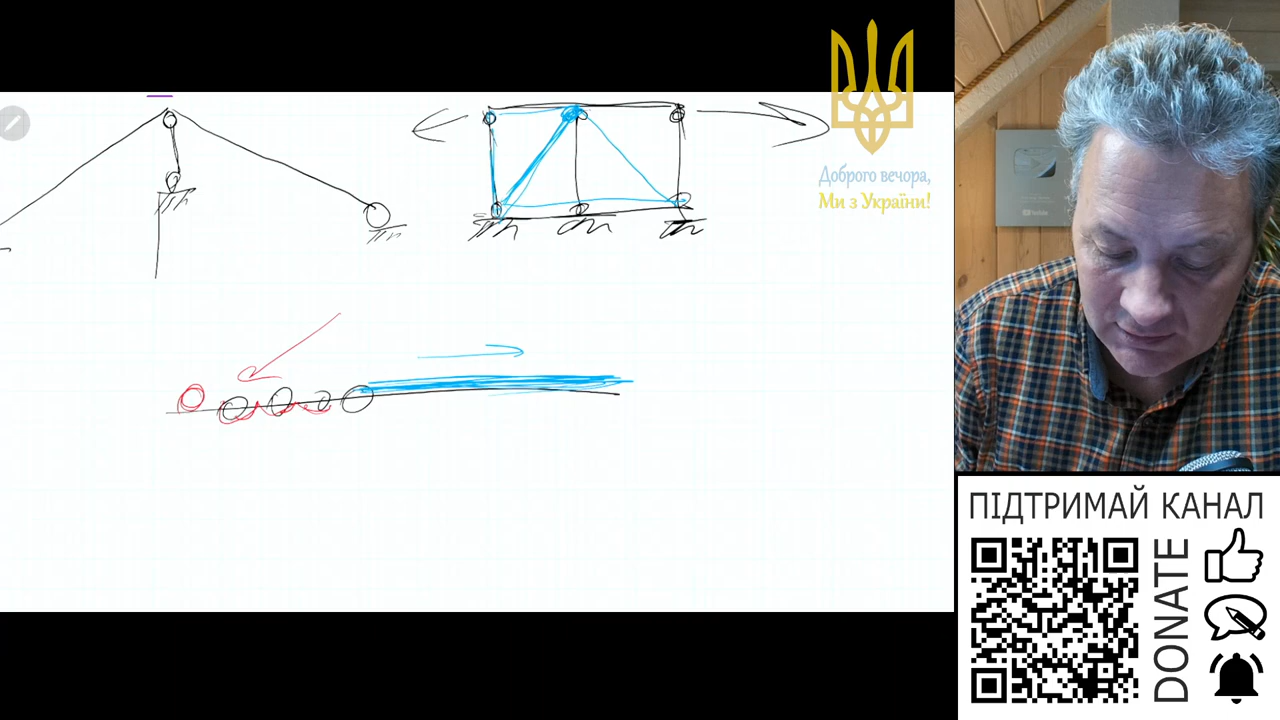 Доброго вечора,
Ми з України!
ПІДТРИМАЙ КАНАЛ
DONATE